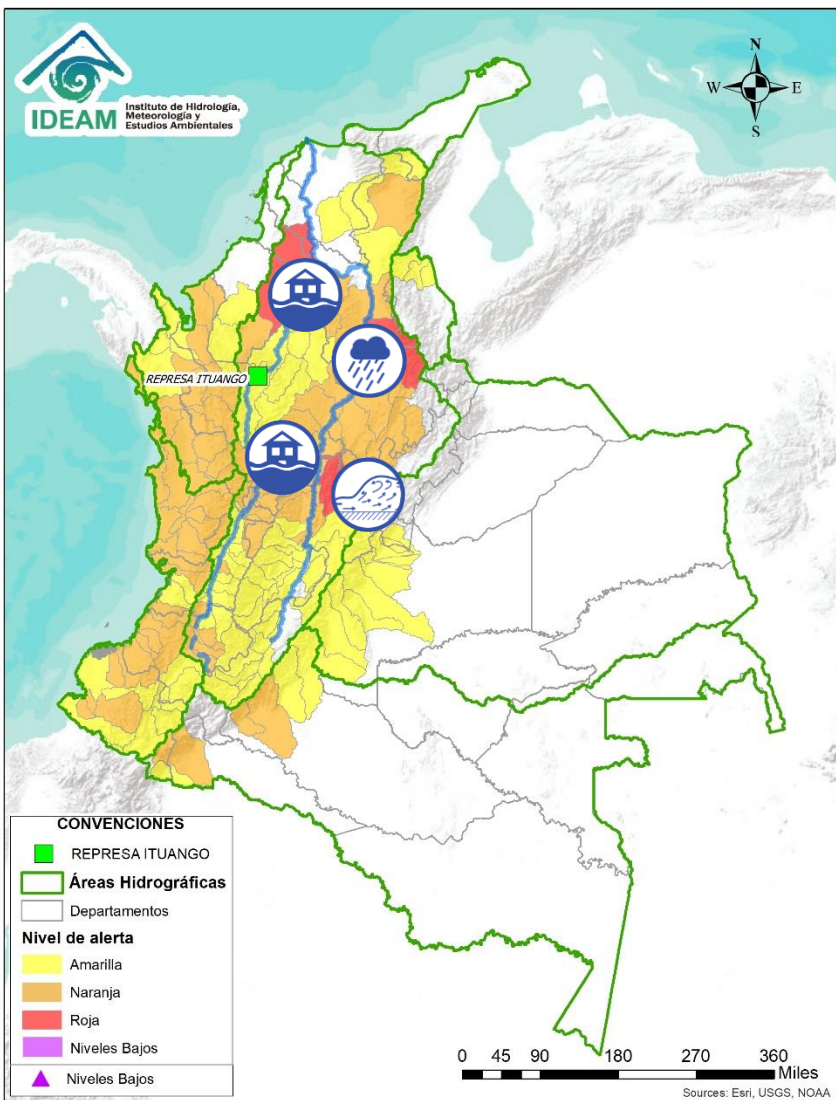 IDEAM
Instituto de Hidrología,
Meteorología y
Estudios Ambientales
N
W
E
S
REPRESA ITUANGO
CONVENCIONES
REPRESA ITUANGO
Áreas Hidrográficas
Departamentos
Nivel de alerta
Amarilla
Naranja
Roja
Niveles Bajos
Niveles Bajos
0 45 90 180 270 360
Miles
Sources: Esri, USGS, NOAA